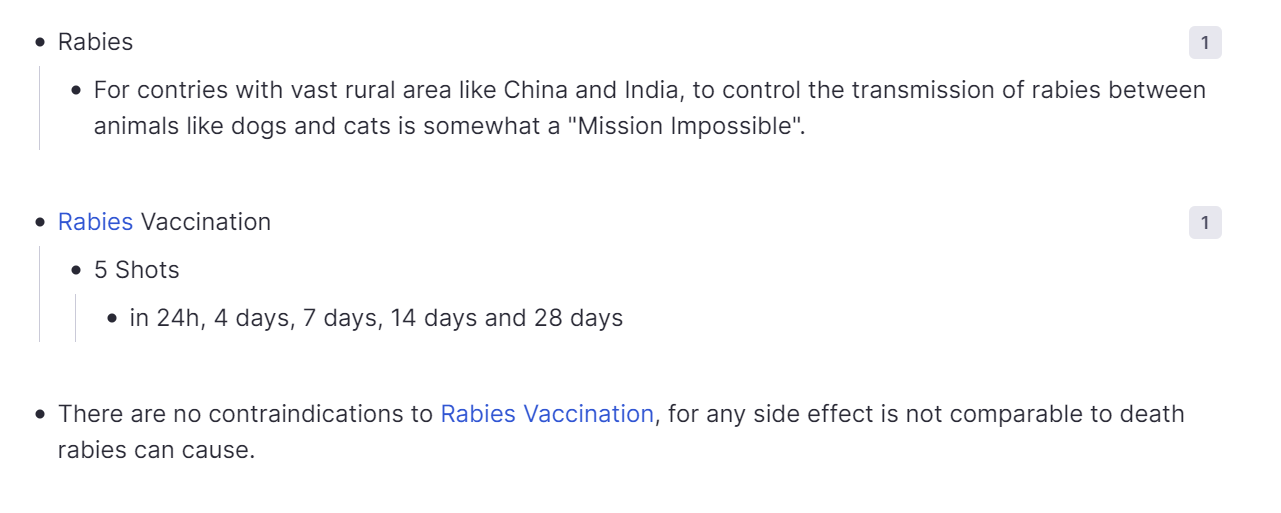 Rabies 1
For contries with vast rural area like China and India, to control the transmission of rabies between
animals like dogs and cats is somewhat a "Mission Impossible".
Rabies Vaccination 1
5 Shots
in 24h, 4 days, 7 days, 14 days and 28 days
There are no contraindications to Rabies Vaccination, for any side effect is not comparable to death
rabies can cause.